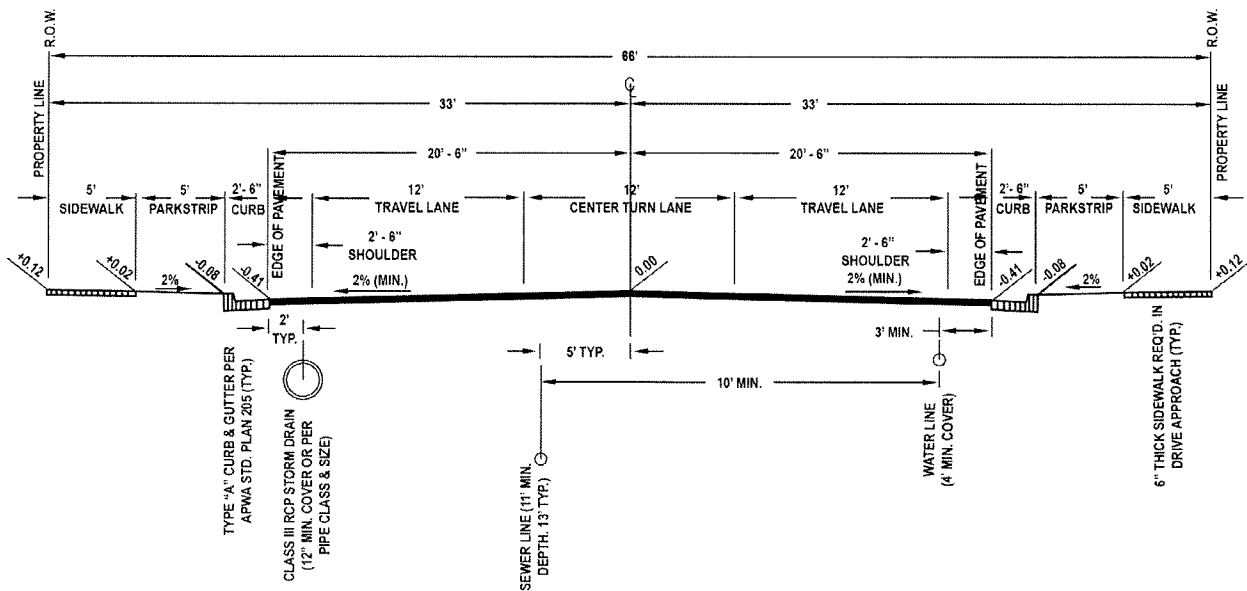 R.O.W.
R.O.W.
66'
PROPERTY LINE
PROPERTY LINE
℄
33'
33'
20' - 6"
20' - 6"
EDGE OF PAVEMENT
EDGE OF PAVEMENT
5'
SIDEWALK
5'
PARKSTRIP
2'- 6"
CURB
12'
TRAVEL LANE
12'
CENTER TURN LANE
12'
TRAVEL LANE
2'- 6"
CURB
5'
PARKSTRIP
5'
SIDEWALK
2' - 6"
SHOULDER
2' - 6"
SHOULDER
+0.12
+0.02
2%
-0.08
-0.41
2% (MIN.)
0.00
2% (MIN.)
-0.41
-0.08
2%
+0.02
+0.12
2'
TYP.
5' TYP.
3' MIN.
10' MIN.
TYPE "A" CURB & GUTTER PER
APWA STD. PLAN 205 (TYP.)
CLASS III RCP STORM DRAIN
(12" MIN. COVER OR PER
PIPE CLASS & SIZE)
SEWER LINE (11' MIN.
DEPTH. 13' TYP.)
WATER LINE
(4' MIN. COVER)
6" THICK SIDEWALK REQ'D. IN
DRIVE APPROACH (TYP.)